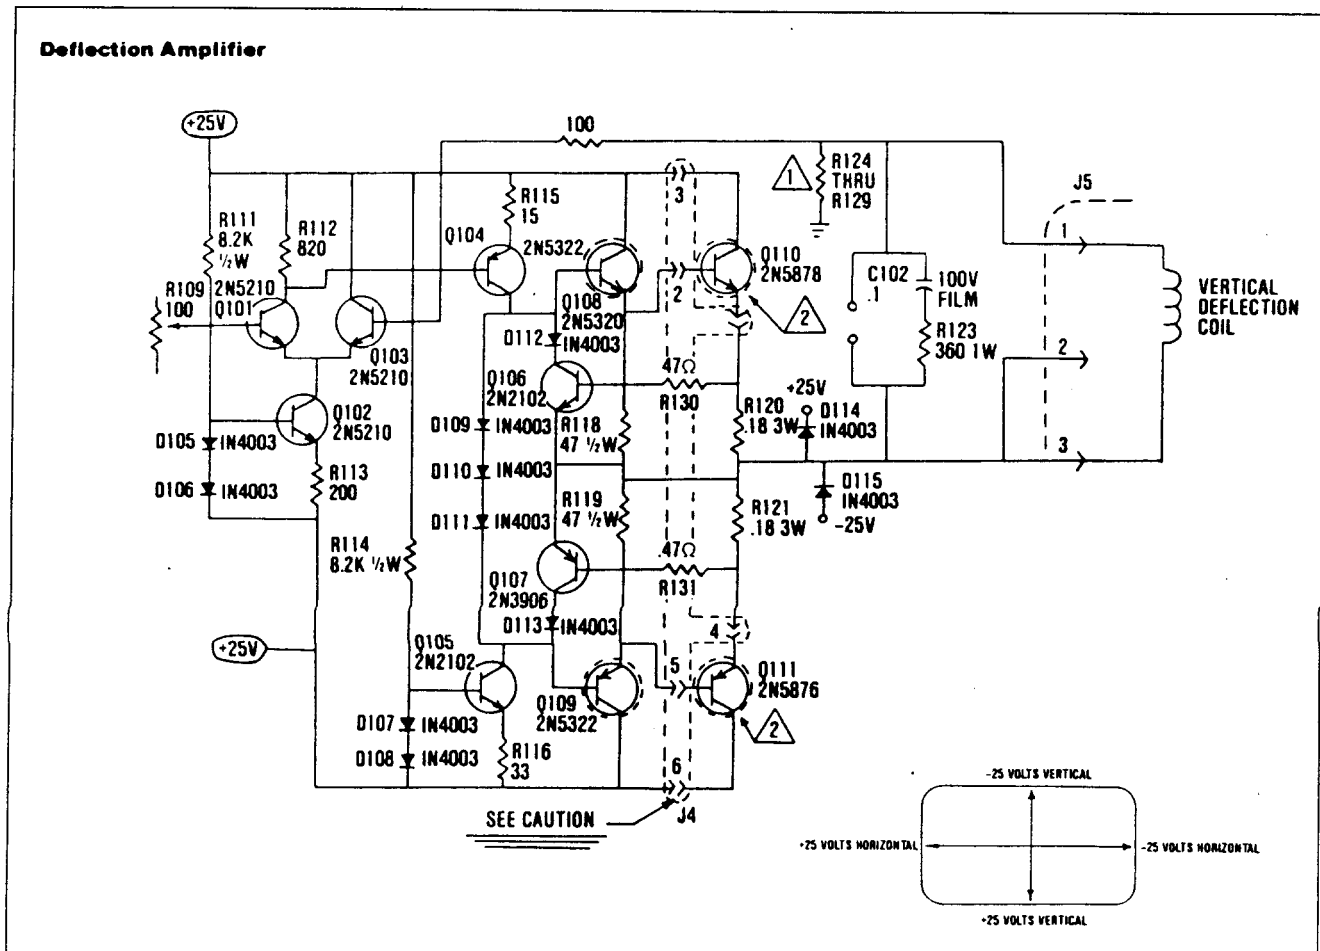 Deflection Amplifier
+25V
100
R124
THRU
R129
1
3
J5
1
R111
8.2K
½W
R112
820
R115
15
Q104
2N5322
Q110
2N5878
2
2
C102
.1
100V
FILM
R123
360 1W
VERTICAL
DEFLECTION
COIL
R109
100
2N5210
Q101
Q103
2N5210
Q108
2N5320
D112
IN4003
Q106
2N2102
.47Ω
R130
+25V
D114
IN4003
R120
.18 3W
2
Q102
2N5210
D109
IN4003
R118
47 ½W
D105
IN4003
D110
IN4003
3
D106
IN4003
R113
200
D111
IN4003
R119
47 ½W
R121
.18 3W
D115
IN4003
-25V
R114
8.2K ½W
.47Ω
R131
Q107
2N3906
D113
IN4003
4
+25V
Q105
2N2102
5
Q111
2N5876
2
Q109
2N5322
D107
IN4003
D108
IN4003
R116
33
6
J4
SEE CAUTION
-25 VOLTS VERTICAL
+25 VOLTS HORIZONTAL
-25 VOLTS HORIZONTAL
+25 VOLTS VERTICAL